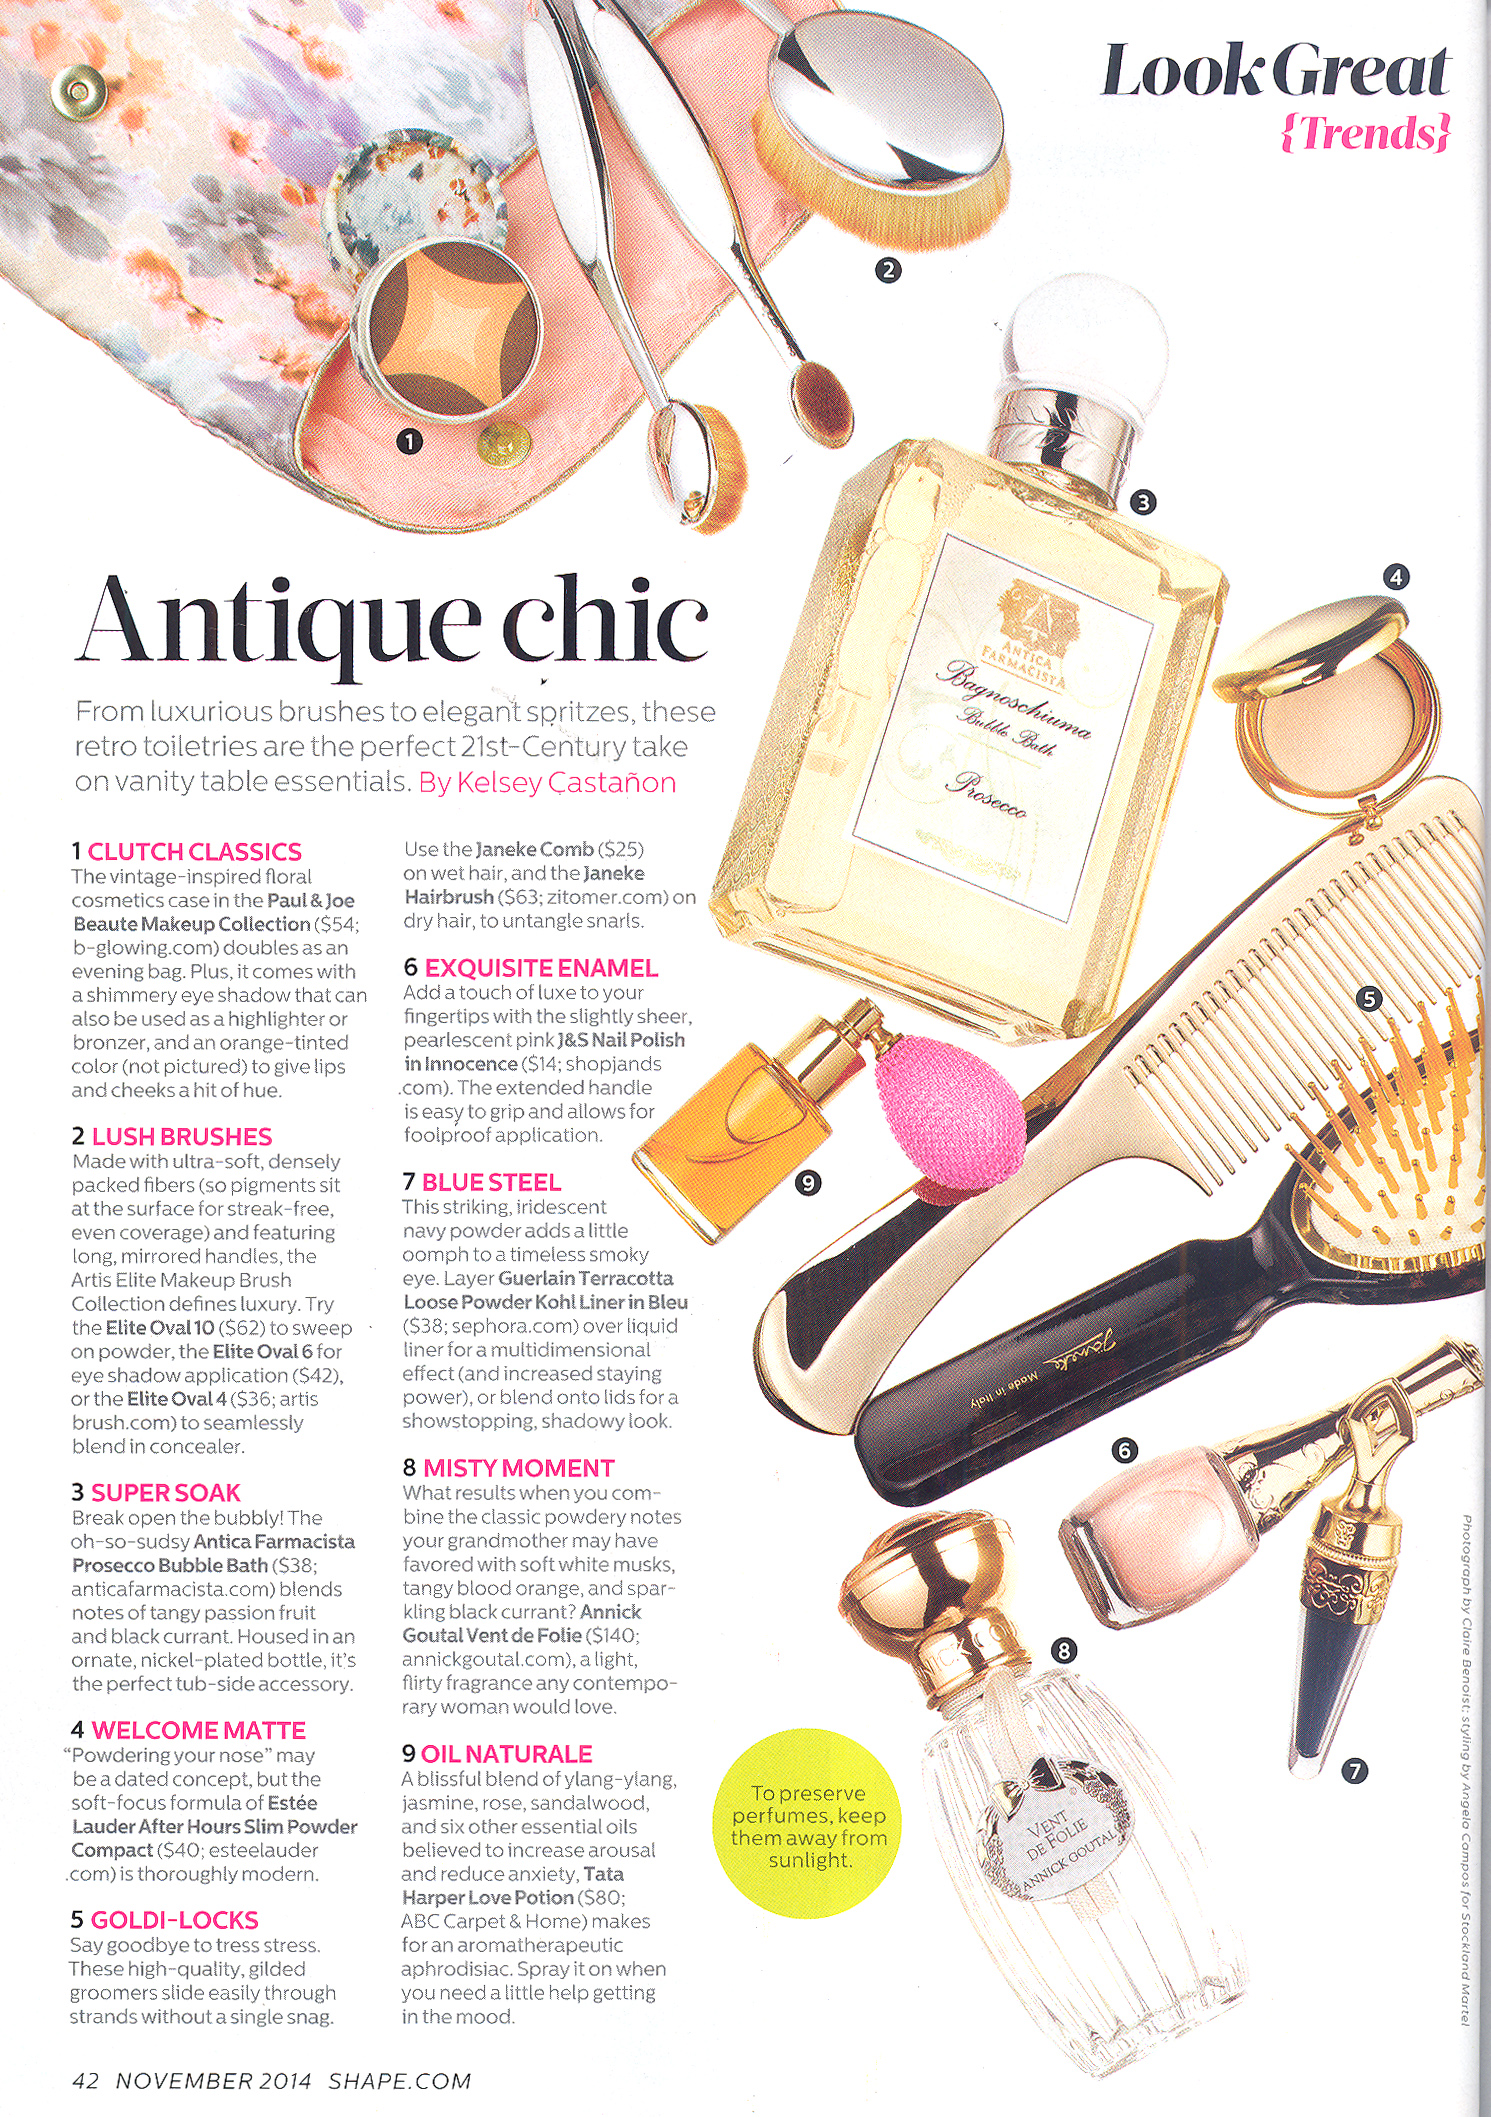 Look Great
{Trends}
1
2
3
4
ANTICA
FARMACISTA
Bagnoschiuma
Bubble Bath
Prosecco
Antique chic
From luxurious brushes to elegant spritzes, these
retro toiletries are the perfect 21st-Century take
on vanity table essentials. By Kelsey Castañon
1 CLUTCH CLASSICS
The vintage-inspired floral
cosmetics case in the Paul & Joe
Beaute Makeup Collection ($54;
b-glowing.com) doubles as an
evening bag. Plus, it comes with
a shimmery eye shadow that can
also be used as a highlighter or
bronzer, and an orange-tinted
color (not pictured) to give lips
and cheeks a hit of hue.
2 LUSH BRUSHES
Made with ultra-soft, densely
packed fibers (so pigments sit
at the surface for streak-free,
even coverage) and featuring
long, mirrored handles, the
Artis Elite Makeup Brush
Collection defines luxury. Try
the Elite Oval 10 ($62) to sweep
on powder, the Elite Oval 6 for
eye shadow application ($42),
or the Elite Oval 4 ($36; artis
brush.com) to seamlessly
blend in concealer.
3 SUPER SOAK
Break open the bubbly! The
oh-so-sudsy Antica Farmacista
Prosecco Bubble Bath ($38;
anticafarmacista.com) blends
notes of tangy passion fruit
and black currant. Housed in an
ornate, nickel-plated bottle, it's
the perfect tub-side accessory.
4 WELCOME MATTE
"Powdering your nose" may
be a dated concept, but the
soft-focus formula of Estée
Lauder After Hours Slim Powder
Compact ($40; esteelauder
.com) is thoroughly modern.
5 GOLDI-LOCKS
Say goodbye to tress stress.
These high-quality, gilded
groomers slide easily through
strands without a single snag.
Use the Janeke Comb ($25)
on wet hair, and the Janeke
Hairbrush ($63; zitomer.com) on
dry hair, to untangle snarls.
6 EXQUISITE ENAMEL
Add a touch of luxe to your
fingertips with the slightly sheer,
pearlescent pink J&S Nail Polish
in Innocence ($14; shopjands
.com). The extended handle
is easy to grip and allows for
foolproof application.
7 BLUE STEEL
This striking, iridescent
navy powder adds a little
oomph to a timeless smoky
eye. Layer Guerlain Terracotta
Loose Powder Kohl Liner in Bleu
($38; sephora.com) over liquid
liner for a multidimensional
effect (and increased staying
power), or blend onto lids for a
showstopping, shadowy look.
8 MISTY MOMENT
What results when you com-
bine the classic powdery notes
your grandmother may have
favored with soft white musks,
tangy blood orange, and spar-
kling black currant? Annick
Goutal Vent de Folie ($140;
annickgoutal.com), a light,
flirty fragrance any contempo-
rary woman would love.
9 OIL NATURALE
A blissful blend of ylang-ylang,
jasmine, rose, sandalwood,
and six other essential oils
believed to increase arousal
and reduce anxiety, Tata
Harper Love Potion ($80;
ABC Carpet & Home) makes
for an aromatherapeutic
aphrodisiac. Spray it on when
you need a little help getting
in the mood.
5
9
Janeke
Made in Italy
6
8
7
To preserve
perfumes, keep
them away from
sunlight.
VENT
DE FOLIE
ANNICK GOUTAL
Photograph by Claire Benoist; styling by Angela Campos for Stockland Martel
42 NOVEMBER 2014 SHAPE.COM